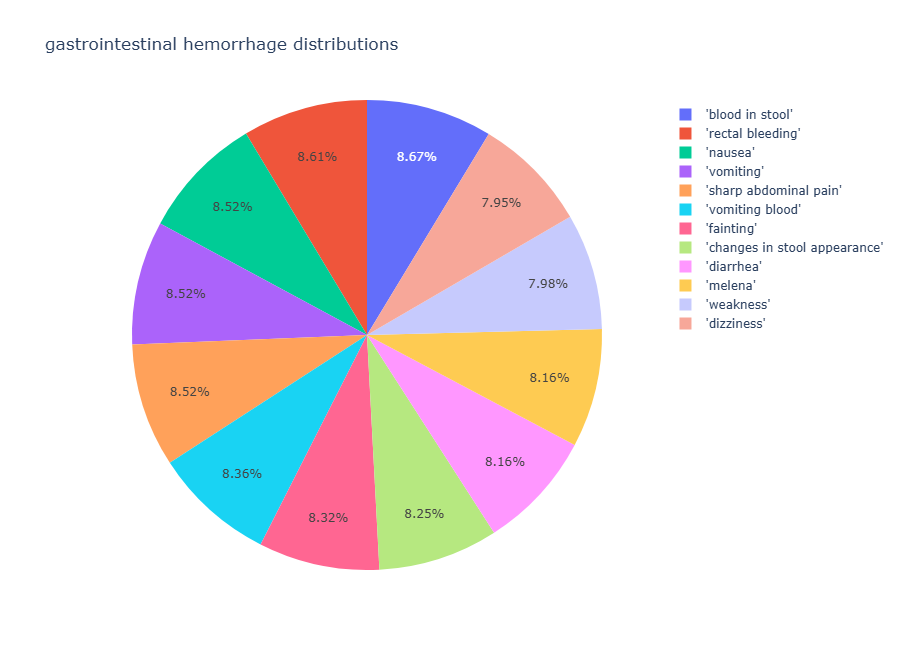 gastrointestinal hemorrhage distributions
8.67%
8.61%
7.95%
8.52%
7.98%
8.52%
8.16%
8.52%
8.16%
8.36%
8.25%
8.32%
'blood in stool'
'rectal bleeding'
'nausea'
'vomiting'
'sharp abdominal pain'
'vomiting blood'
'fainting'
'changes in stool appearance'
'diarrhea'
'melena'
'weakness'
'dizziness'